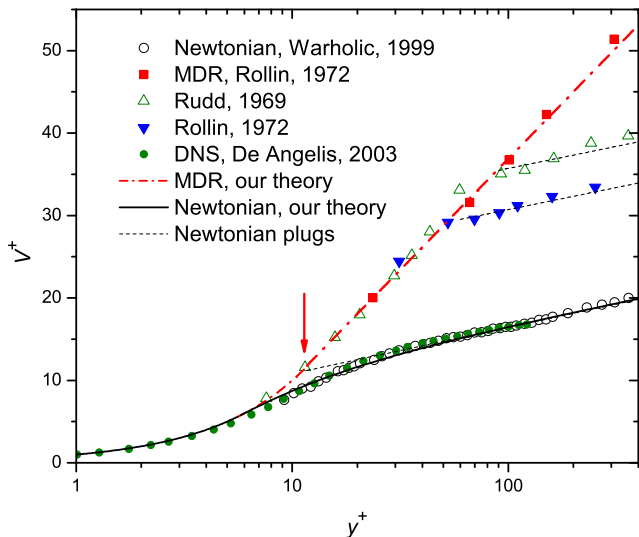 50
40
30
20
10
0
V+
Newtonian, Warholic, 1999
MDR, Rollin, 1972
Rudd, 1969
Rollin, 1972
DNS, De Angelis, 2003
MDR, our theory
Newtonian, our theory
Newtonian plugs
1 10 100
y+